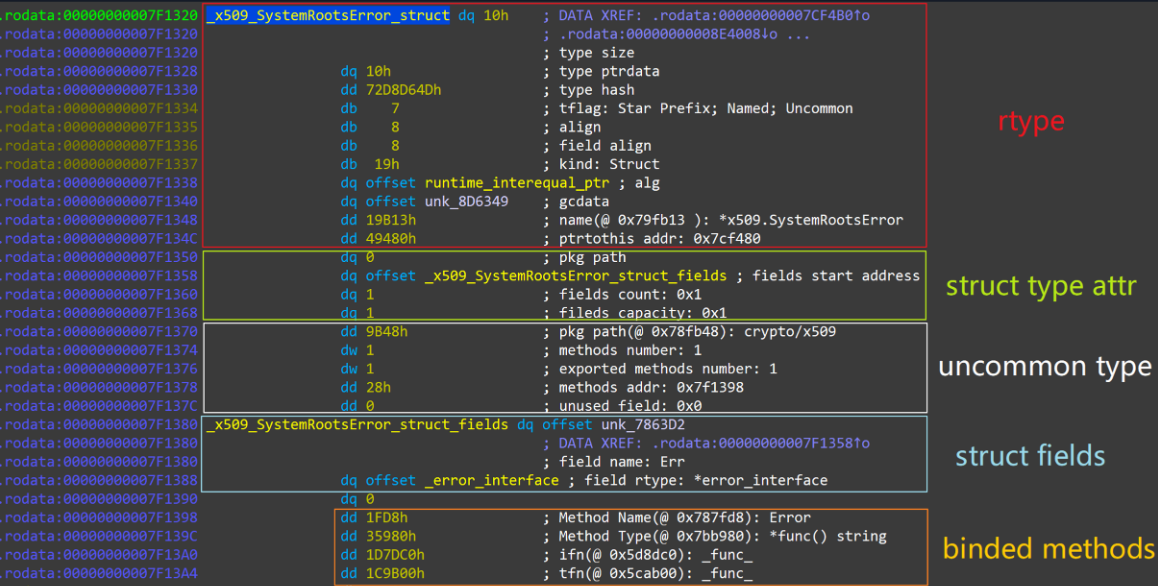 .rodata:00000000007F1320 _x509_SystemRootsError_struct dq 10h ; DATA XREF: .rodata:00000000007CF4B0↑o
.rodata:00000000007F1320 ; .rodata:00000000008E4008↓o ...
.rodata:00000000007F1320 ; type size
.rodata:00000000007F1328 dq 10h ; type ptrdata
.rodata:00000000007F1330 dd 72D8D64Dh ; type hash
.rodata:00000000007F1334 db 7 ; tflag: Star Prefix; Named; Uncommon
.rodata:00000000007F1335 db 8 ; align
rtype
.rodata:00000000007F1336 db 8 ; field align
.rodata:00000000007F1337 db 19h ; kind: Struct
.rodata:00000000007F1338 dq offset runtime_interequal_ptr ; alg
.rodata:00000000007F1340 dq offset unk_8D6349 ; gcdata
.rodata:00000000007F1348 dd 19B13h ; name(@ 0x79fb13 ): *x509.SystemRootsError
.rodata:00000000007F134C dd 49480h ; ptrtothis addr: 0x7cf480
.rodata:00000000007F1350 dq 0 ; pkg path
.rodata:00000000007F1358 dq offset _x509_SystemRootsError_struct_fields ; fields start address
struct type attr
.rodata:00000000007F1360 dq 1 ; fields count: 0x1
.rodata:00000000007F1368 dq 1 ; fileds capacity: 0x1
.rodata:00000000007F1370 dd 9B48h ; pkg path(@ 0x78fb48): crypto/x509
.rodata:00000000007F1374 dw 1 ; methods number: 1
.rodata:00000000007F1376 dw 1 ; exported methods number: 1
uncommon type
.rodata:00000000007F1378 dd 28h ; methods addr: 0x7f1398
.rodata:00000000007F137C dd 0 ; unused field: 0x0
.rodata:00000000007F1380 _x509_SystemRootsError_struct_fields dq offset unk_7863D2
.rodata:00000000007F1380 ; DATA XREF: .rodata:00000000007F1358↑o
.rodata:00000000007F1380 ; field name: Err
struct fields
.rodata:00000000007F1388 dq offset _error_interface ; field rtype: *error_interface
.rodata:00000000007F1390 dq 0
.rodata:00000000007F1398 dd 1FD8h ; Method Name(@ 0x787fd8): Error
.rodata:00000000007F139C dd 35980h ; Method Type(@ 0x7bb980): *func() string
binded methods
.rodata:00000000007F13A0 dd 1D7DC0h ; ifn(@ 0x5d8dc0): _func_
.rodata:00000000007F13A4 dd 1C9B00h ; tfn(@ 0x5cab00): _func_